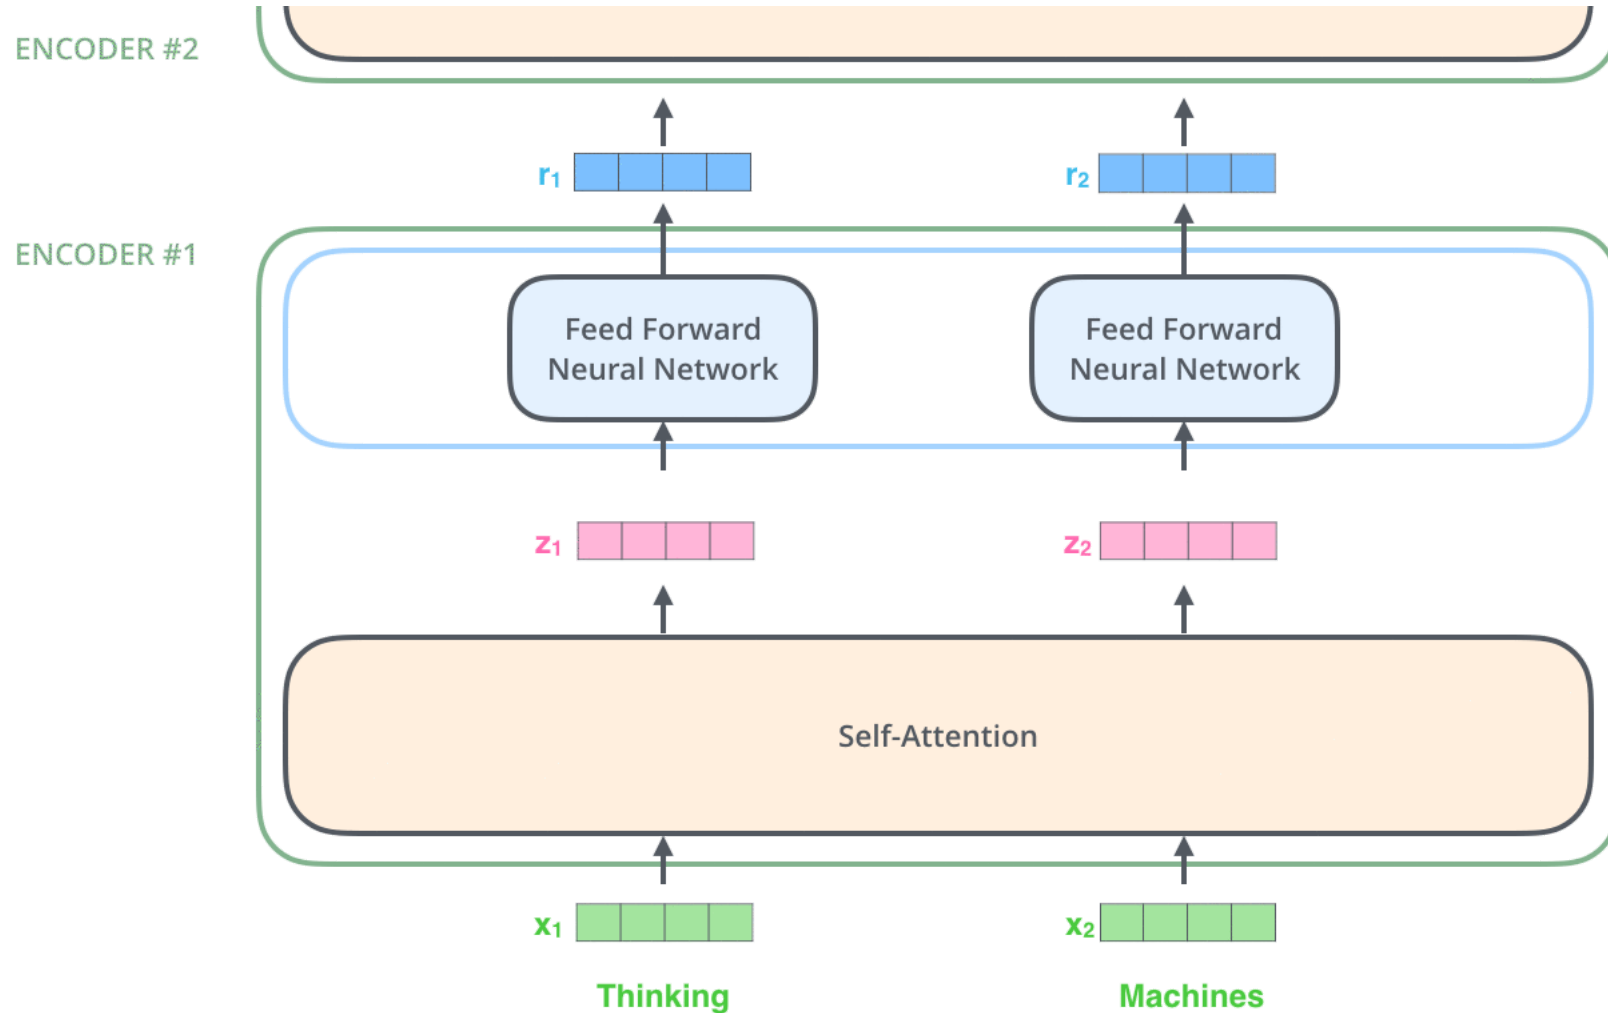 ENCODER #2
r1
r2
ENCODER #1
Feed Forward
Neural Network
Feed Forward
Neural Network
z1
z2
Self-Attention
x1
x2
Thinking
Machines